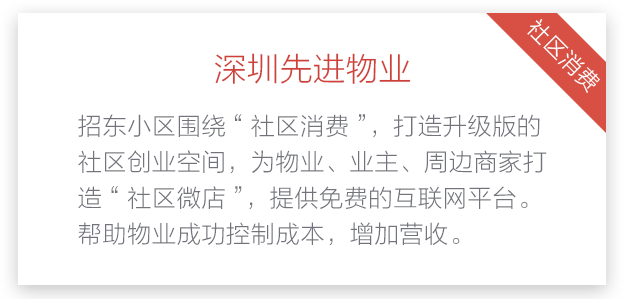 社区消费
深圳先进物业
招东小区围绕“社区消费”，打造升级版的
社区创业空间，为物业、业主、周边商家打
造“社区微店”，提供免费的互联网平台。
帮助物业成功控制成本，增加营收。